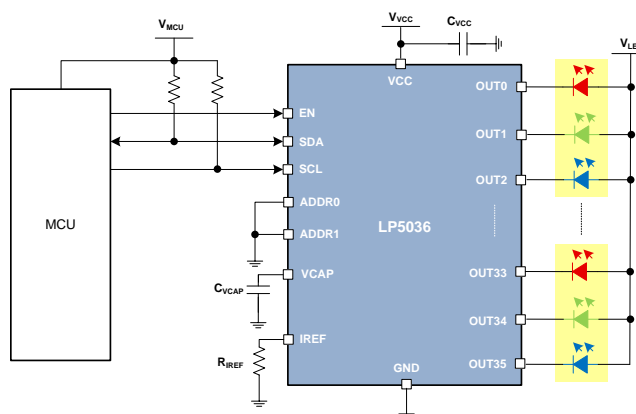 VMCU
VVCC
CVCC
VLE
VCC
OUT0
EN
OUT1
SDA
SCL
OUT2
ADDR0
MCU
LP5036
ADDR1
VCAP
OUT33
CVCAP
OUT34
IREF
RIREF
GND
OUT35